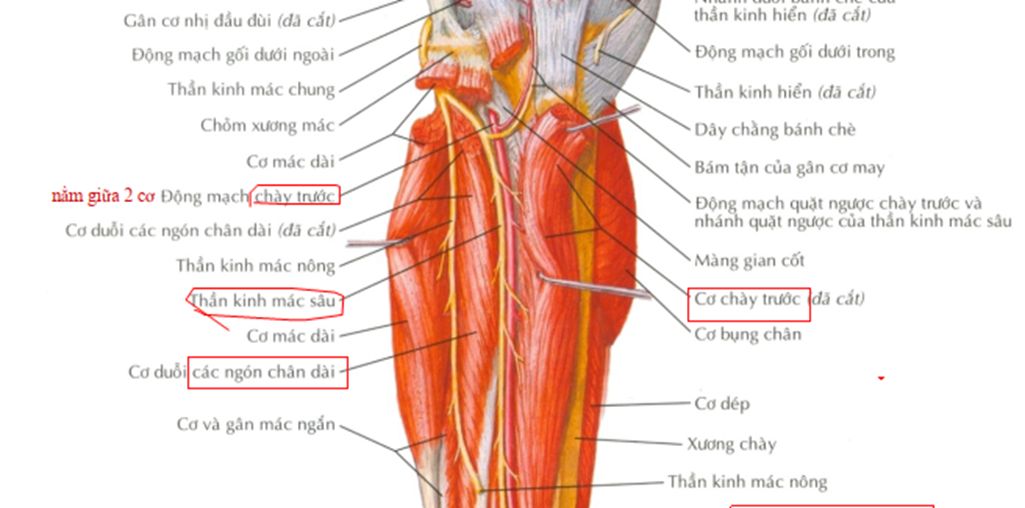 Gân cơ nhị đầu đùi (đã cắt)
Động mạch gối dưới ngoài
Thần kinh mác chung
Chỏm xương mác
Cơ mác dài
nằm giữa 2 cơ Động mạch chày trước
Cơ duỗi các ngón chân dài (đã cắt)
Thần kinh mác nông
Thần kinh mác sâu
Cơ mác dài
Cơ duỗi các ngón chân dài
Cơ và gân mác ngắn
Nhánh dưới bánh chè của
thần kinh hiển (đã cắt)
Động mạch gối dưới trong
Thần kinh hiển (đã cắt)
Dây chằng bánh chè
Bám tận của gân cơ may
Động mạch quặt ngược chày trước và
nhánh quặt ngược của thần kinh mác sâu
Màng gian cốt
Cơ chày trước (đã cắt)
Cơ bụng chân
Cơ dép
Xương chày
Thần kinh mác nông